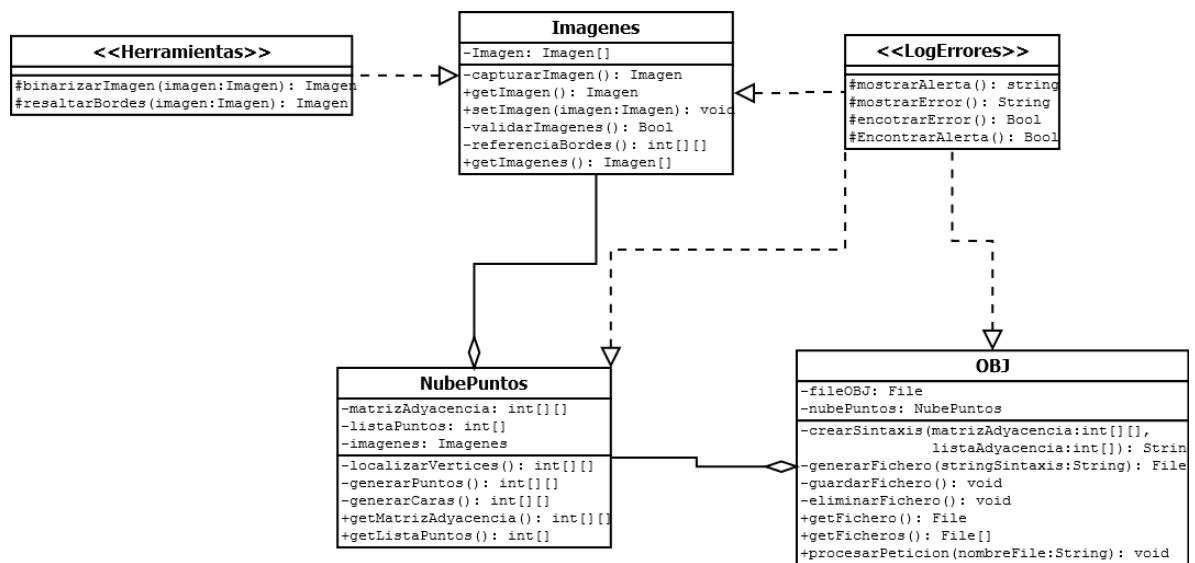 <<Herramientas>>
#binarizarImagen(imagen:Imagen): Imagen
#resaltarBordes(imagen:Imagen): Imagen
Imagenes
-Imagen: Imagen[]
-capturarImagen(): Imagen
+getImagen(): Imagen
+setImagen(imagen:Imagen): void
-validarImagenes(): Bool
-referenciaBordes(): int[][]
+getImagenes(): Imagen[]
<<LogErrores>>
#mostrarAlerta(): string
#mostrarError(): String
#encotrarError(): Bool
#EncontrarAlerta(): Bool
NubePuntos
-matrizAdyacencia: int[][]
-listaPuntos: int[]
-imagenes: Imagenes
-localizarVertices(): int[][]
-generarPuntos(): int[][]
-generarCaras(): int[][]
+getMatrizAdyacencia(): int[][]
+getListaPuntos(): int[]
OBJ
-fileOBJ: File
-nubePuntos: NubePuntos
-crearSintaxis(matrizAdyacencia:int[][],
listaAdyacencia:int[]): Strin
-generarFichero(stringSintaxis:String): File
-guardarFichero(): void
-eliminarFichero(): void
+getFichero(): File
+getFicheros(): File[]
+procesarPeticion(nombreFile:String): void